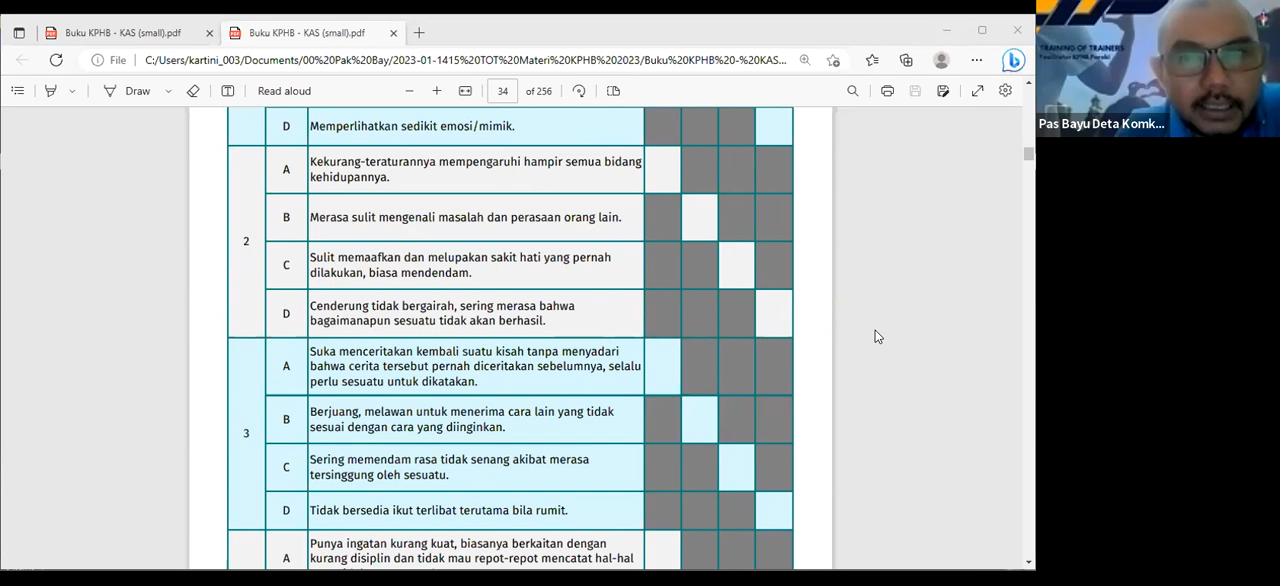 Buku KPHB - KAS (small).pdf
Buku KPHB - KAS (small).pdf
File
C:/Users/kartini_003/Documents/00%20Pak%20Bay/2023-01-1415%20TOT%20Materi%20KPHB%202023/Buku%20KPHB%20-%20KAS...
Draw
Read aloud
34 of 256
D Memperlihatkan sedikit emosi/mimik.
2
A Kekurang-teraturannya mempengaruhi hampir semua bidang
kehidupannya.
B Merasa sulit mengenali masalah dan perasaan orang lain.
C Sulit memaafkan dan melupakan sakit hati yang pernah
dilakukan, biasa mendendam.
D Cenderung tidak bergairah, sering merasa bahwa
bagaimanapun sesuatu tidak akan berhasil.
3
A Suka menceritakan kembali suatu kisah tanpa menyadari
bahwa cerita tersebut pernah diceritakan sebelumnya, selalu
perlu sesuatu untuk dikatakan.
B Berjuang, melawan untuk menerima cara lain yang tidak
sesuai dengan cara yang diinginkan.
C Sering memendam rasa tidak senang akibat merasa
tersinggung oleh sesuatu.
D Tidak bersedia ikut terlibat terutama bila rumit.
A Punya ingatan kurang kuat, biasanya berkaitan dengan
kurang disiplin dan tidak mau repot-repot mencatat hal-hal
TRAINING OF TRAINERS
Pas Bayu Deta Komk...